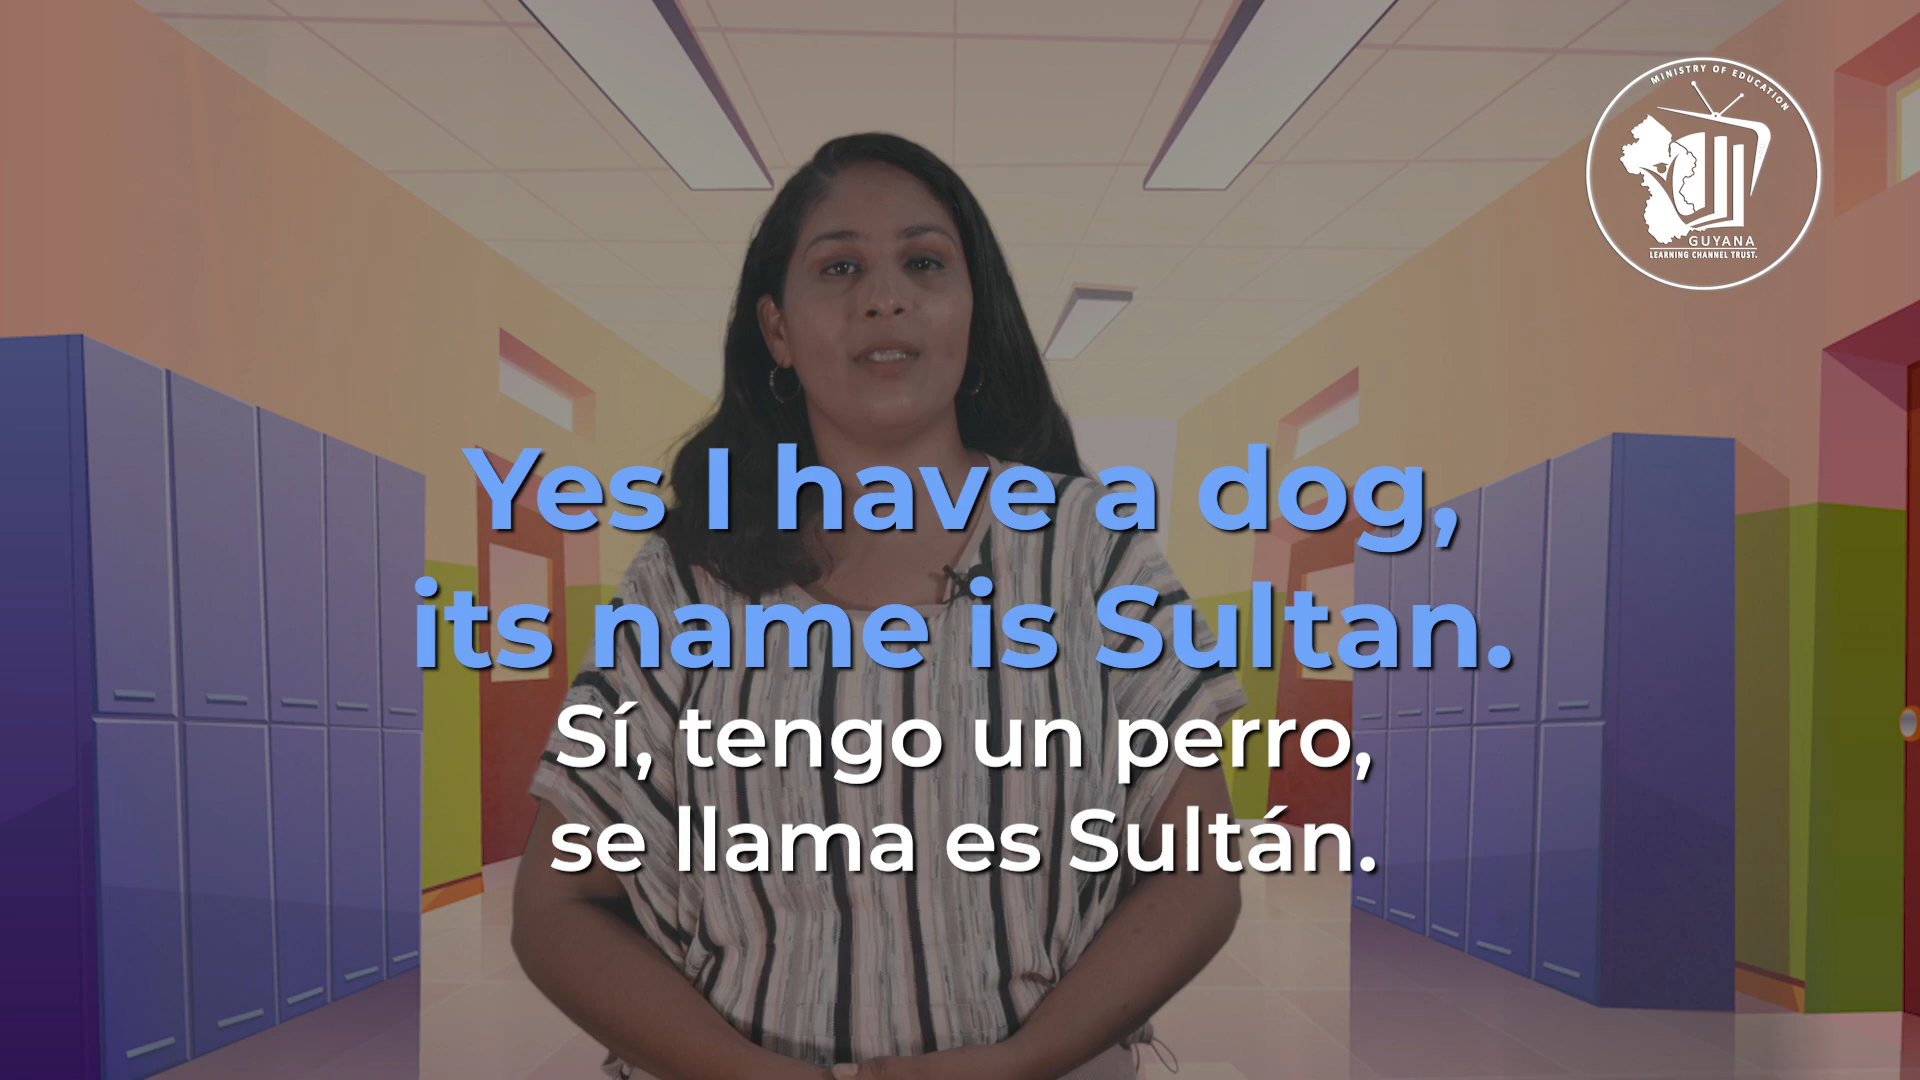 MINISTRY OF EDUCATION
GUYANA
LEARNING CHANNEL TRUST.
Yes I have a dog,
its name is Sultan.
Sí, tengo un perro,
se llama es Sultán.